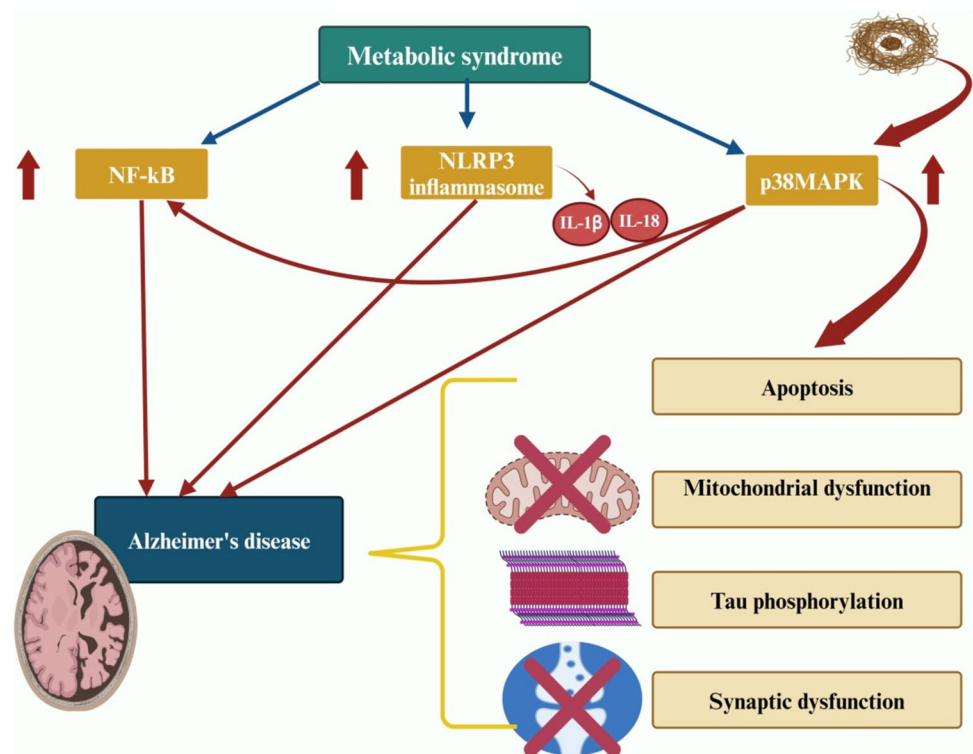 Metabolic syndrome
NF-kB
NLRP3
inflammasome
p38MAPK
IL-1β
IL-18
Apoptosis
Mitochondrial dysfunction
Alzheimer's disease
Tau phosphorylation
Synaptic dysfunction